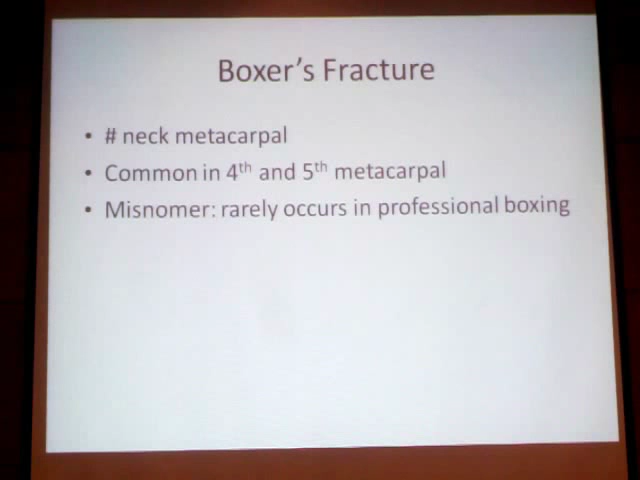 Boxer's Fracture
• # neck metacarpal
• Common in 4th and 5th metacarpal
• Misnomer: rarely occurs in professional boxing